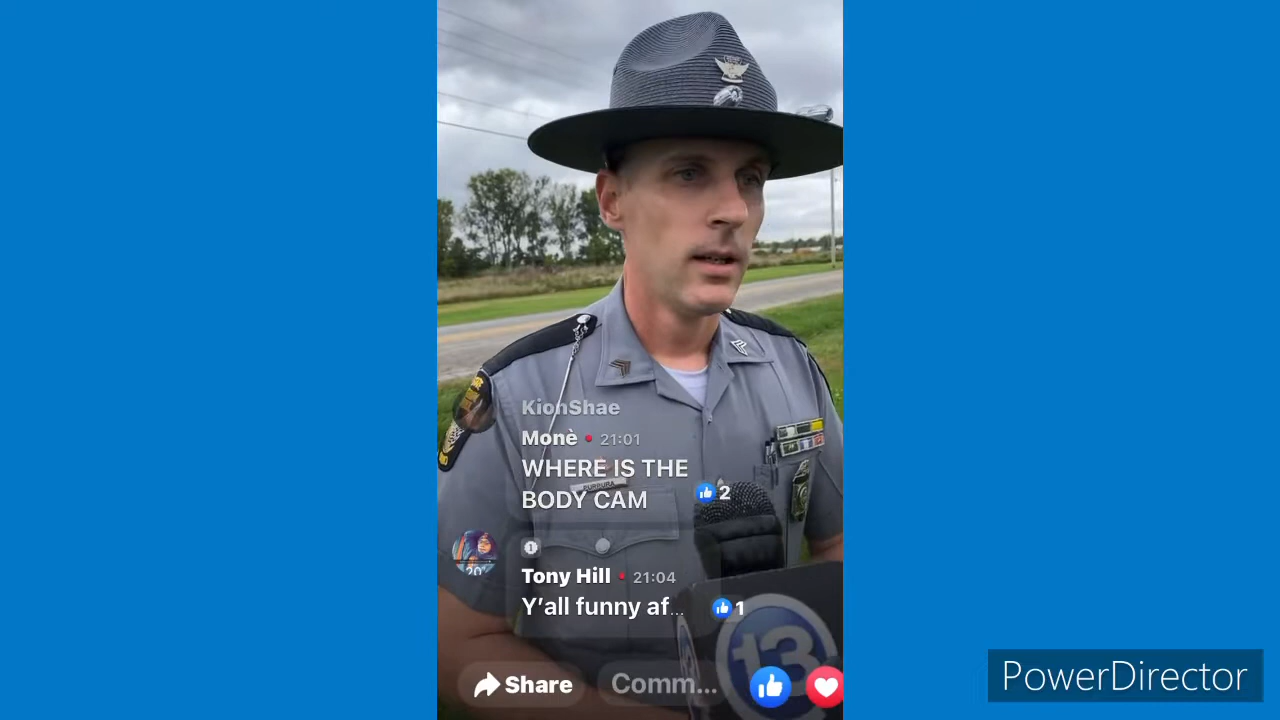 KionShae
Monè • 21:01
WHERE IS THE
BODY CAM
2
Tony Hill • 21:04
Y’all funny af...
1
13
Share
Comm...
PowerDirector